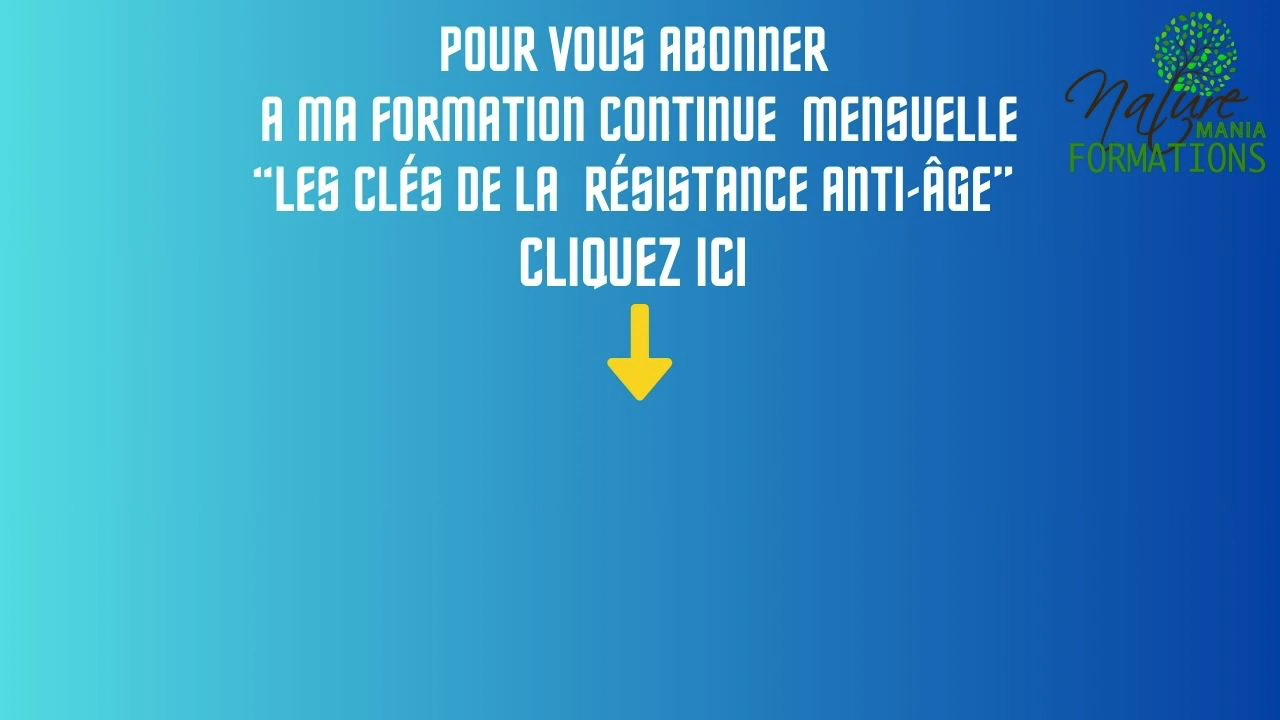 POUR VOUS ABONNER
A MA FORMATION CONTINUE MENSUELLE
“LES CLÉS DE LA RÉSISTANCE ANTI-ÂGE”
CLIQUEZ ICI
Nature
MANIA
FORMATIONS